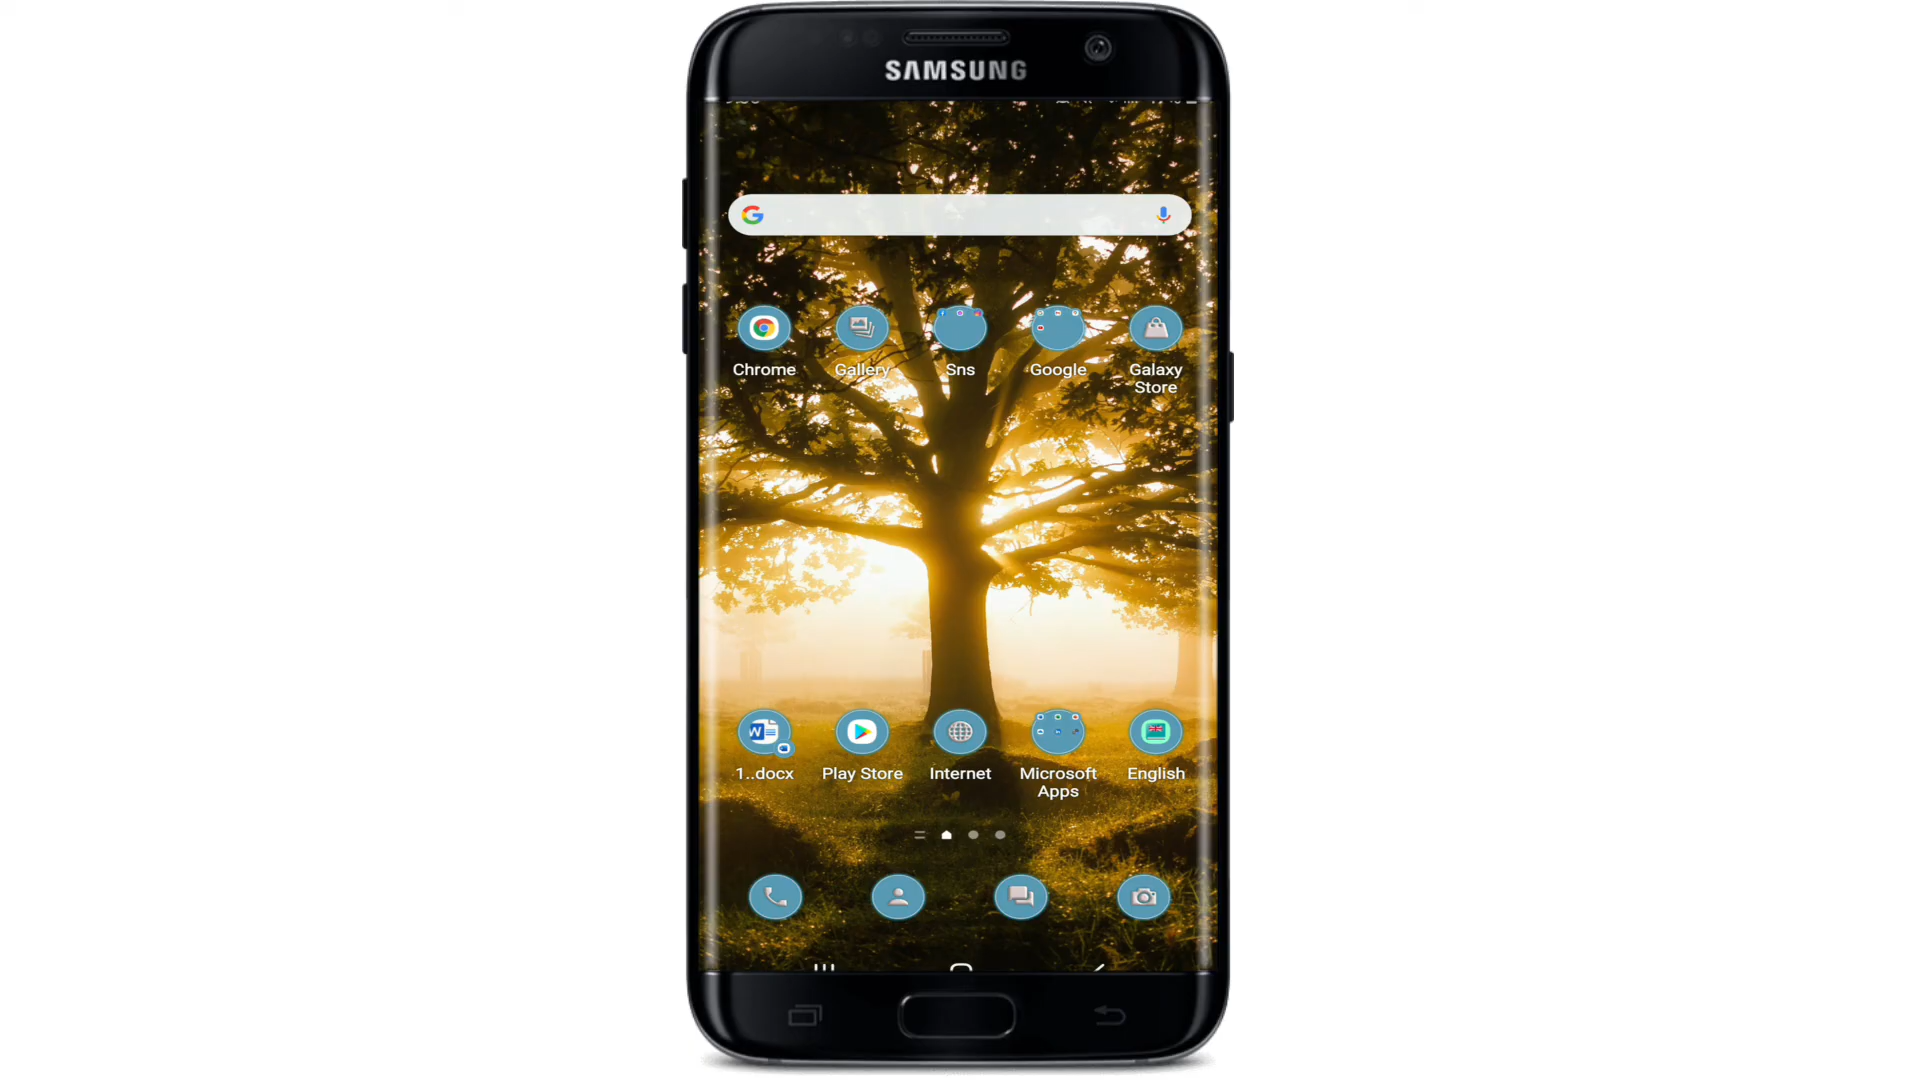 SAMSUNG
Chrome
Gallery
Sns
Google
Galaxy
Store
1..docx
Play Store
Internet
Microsoft
Apps
English